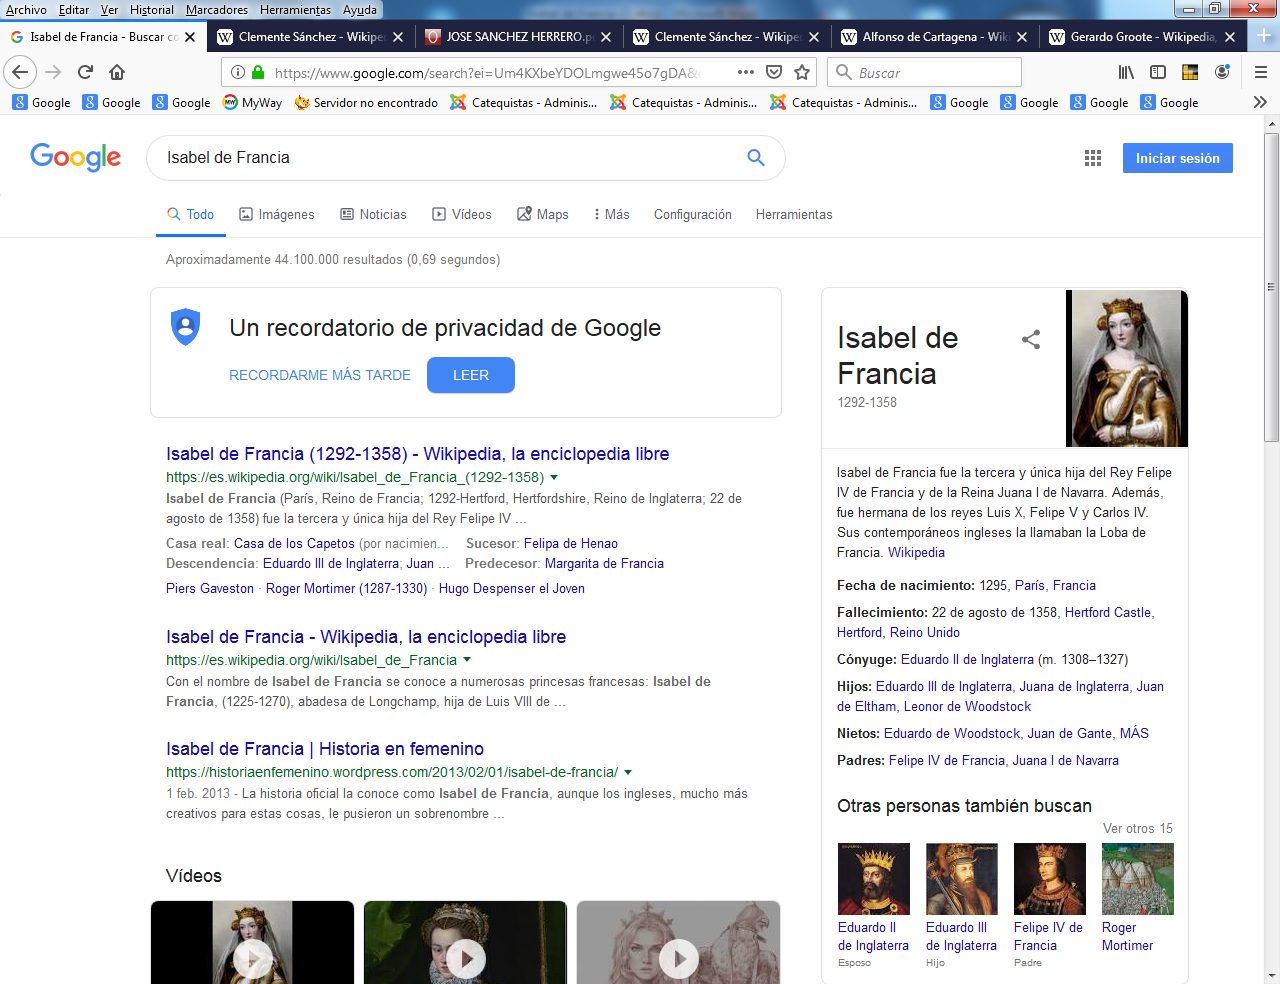 Archivo Editar Ver Historial Marcadores Herramientas Ayuda
Isabel de Francia - Buscar co
Clemente Sánchez - Wikipe
JOSE SANCHEZ HERRERO.p
Clemente Sánchez - Wikipe
Alfonso de Cartagena - Wik
Gerardo Groote - Wikipedia,
https://www.google.com/search?ei=Um4KXbeYDOLmgwe45o7gDA&
Buscar
Google Google Google MyWay Servidor no encontrado Catequistas - Adminis... Catequistas - Adminis... Catequistas - Adminis... Google Google Google Google
Google
Isabel de Francia
Iniciar sesión
Todo Imágenes Noticias Vídeos Maps Más Configuración Herramientas
Aproximadamente 44.100.000 resultados (0,69 segundos)
Un recordatorio de privacidad de Google
RECORDARME MÁS TARDE LEER
Isabel de Francia (1292-1358) - Wikipedia, la enciclopedia libre
https://es.wikipedia.org/wiki/Isabel_de_Francia_(1292-1358)
Isabel de Francia (París, Reino de Francia; 1292-Hertford, Hertfordshire, Reino de Inglaterra; 22 de
agosto de 1358) fue la tercera y única hija del Rey Felipe IV ...
Casa real: Casa de los Capetos (por nacimien... Sucesor: Felipa de Henao
Descendencia: Eduardo III de Inglaterra; Juan ... Predecesor: Margarita de Francia
Piers Gaveston · Roger Mortimer (1287-1330) · Hugo Despenser el Joven
Isabel de Francia - Wikipedia, la enciclopedia libre
https://es.wikipedia.org/wiki/Isabel_de_Francia
Con el nombre de Isabel de Francia se conoce a numerosas princesas francesas: Isabel de
Francia, (1225-1270), abadesa de Longchamp, hija de Luis VIII de ...
Isabel de Francia | Historia en femenino
https://historiaenfemenino.wordpress.com/2013/02/01/isabel-de-francia/
1 feb. 2013 - La historia oficial la conoce como Isabel de Francia, aunque los ingleses, mucho más
creativos para estas cosas, le pusieron un sobrenombre ...
Vídeos
Isabel de
Francia
1292-1358
Isabel de Francia fue la tercera y única hija del Rey Felipe
IV de Francia y de la Reina Juana I de Navarra. Además,
fue hermana de los reyes Luis X, Felipe V y Carlos IV.
Sus contemporáneos ingleses la llamaban la Loba de
Francia. Wikipedia
Fecha de nacimiento: 1295, París, Francia
Fallecimiento: 22 de agosto de 1358, Hertford Castle,
Hertford, Reino Unido
Cónyuge: Eduardo II de Inglaterra (m. 1308–1327)
Hijos: Eduardo III de Inglaterra, Juana de Inglaterra, Juan
de Eltham, Leonor de Woodstock
Nietos: Eduardo de Woodstock, Juan de Gante, MÁS
Padres: Felipe IV de Francia, Juana I de Navarra
Otras personas también buscan
Ver otros 15
Eduardo II
de Inglaterra
Esposo
Eduardo III
de Inglaterra
Hijo
Felipe IV de
Francia
Padre
Roger
Mortimer